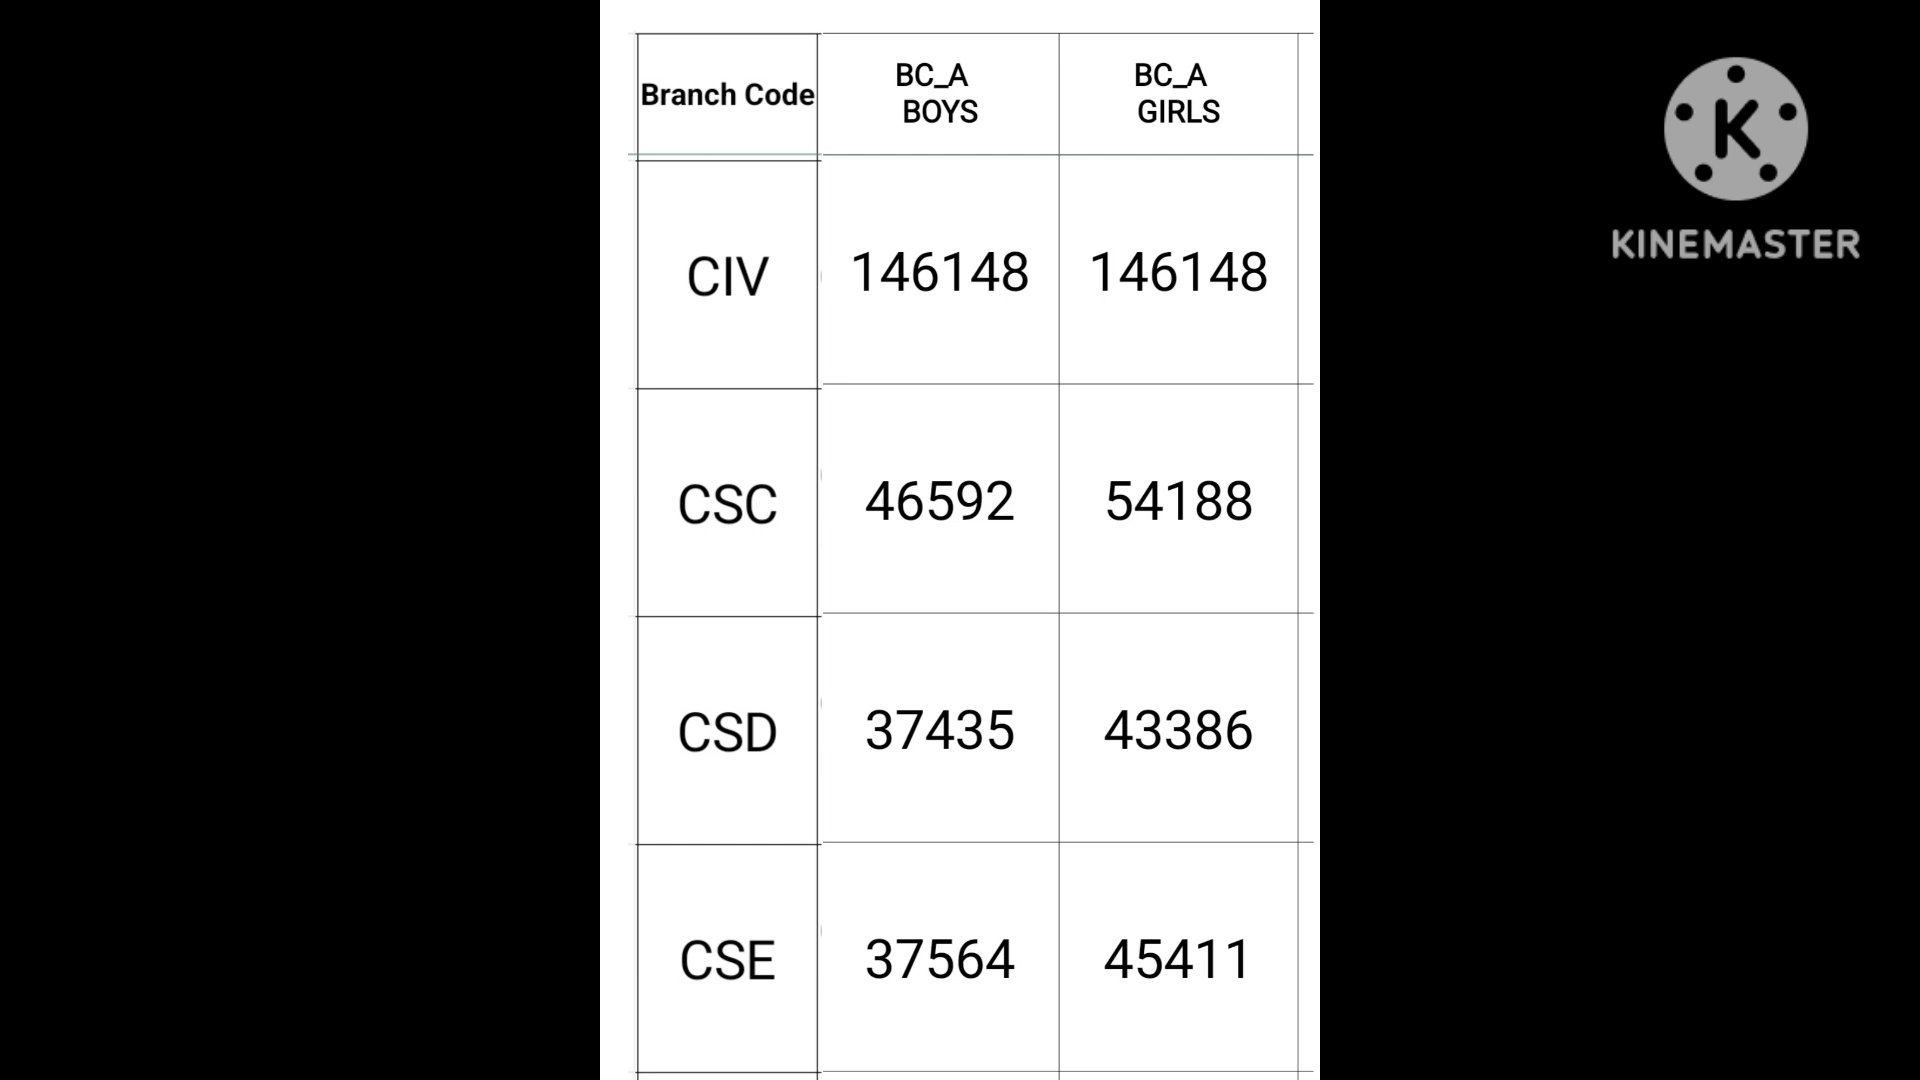 Branch Code BC_A BOYS BC_A GIRLS
CIV 146148 146148
CSC 46592 54188
CSD 37435 43386
CSE 37564 45411
K
KINEMASTER